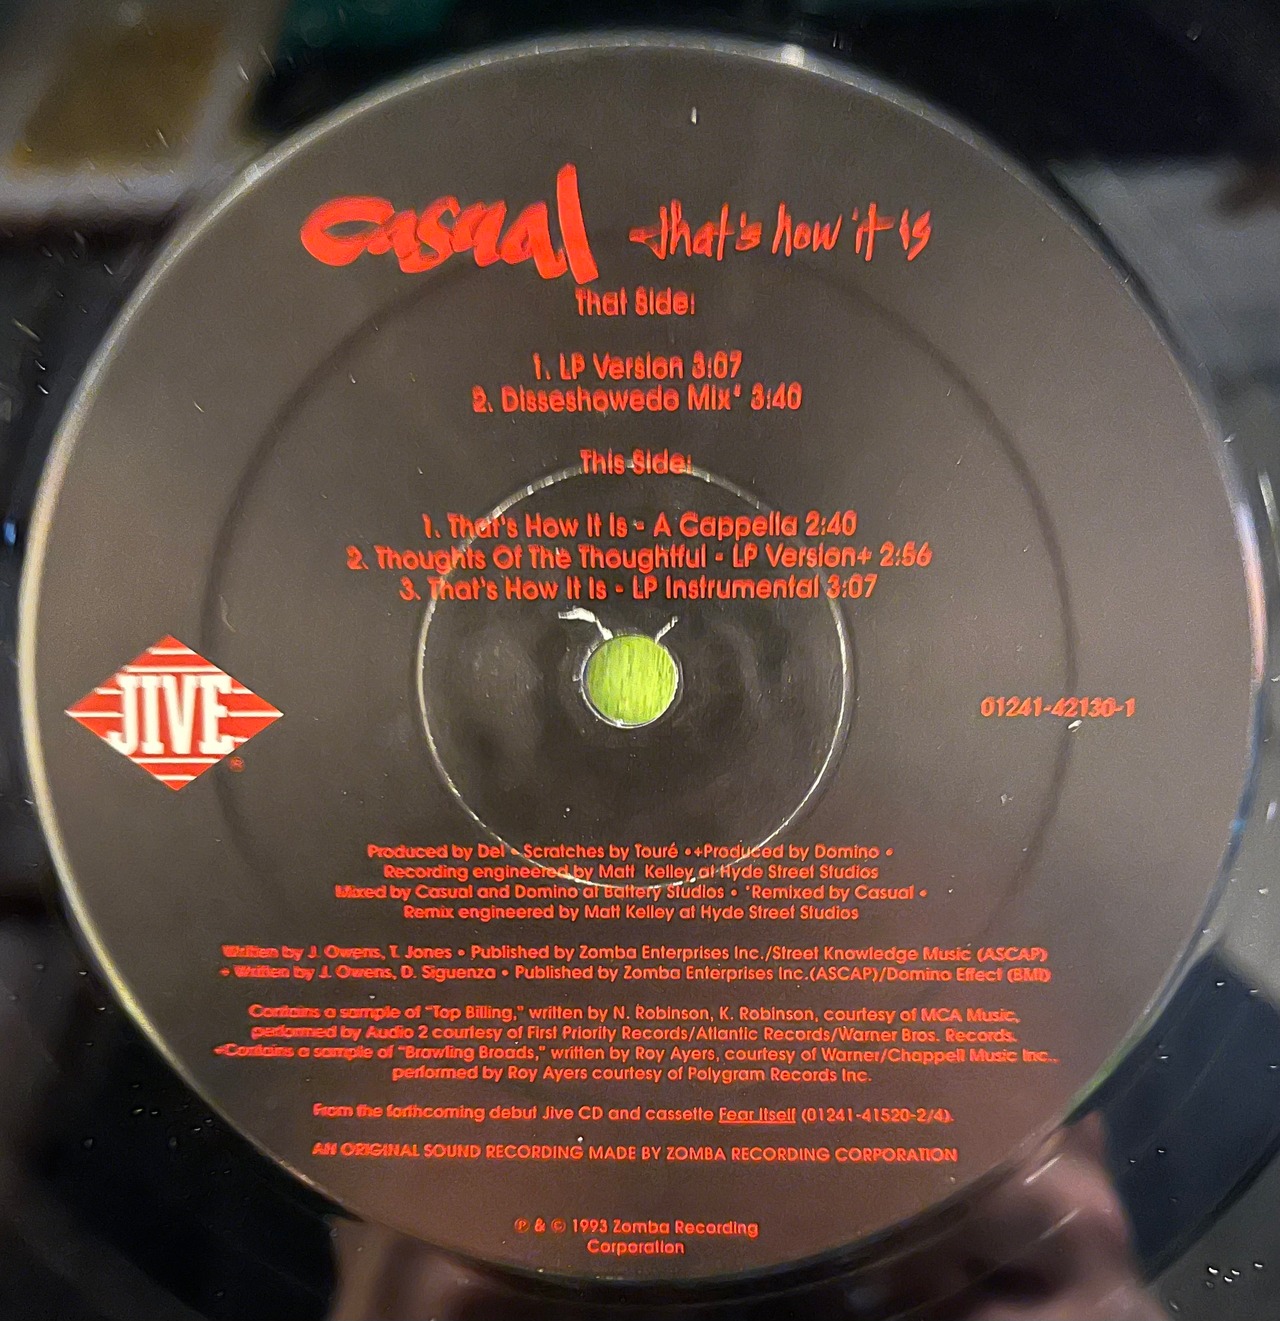 Casual that's how it is
That Side:
1. LP Version 3:07
2. Disseshowedo Mix* 3:40
This Side:
1. That's How It Is - A Cappella 2:40
2. Thoughts Of The Thoughtful - LP Version+ 2:56
3. That's How It Is - LP Instrumental 3:07
JIVE®
01241-42130-1
Produced by Del • Scratches by Touré • +Produced by Domino •
Recording engineered by Matt Kelley at Hyde Street Studios
Mixed by Casual and Domino at Battery Studios • *Remixed by Casual •
Remix engineered by Matt Kelley at Hyde Street Studios
Written by J. Owens, T. Jones • Published by Zomba Enterprises Inc./Street Knowledge Music (ASCAP)
+ Written by J. Owens, D. Siguenza • Published by Zomba Enterprises Inc.(ASCAP)/Domino Effect (BMI)
Contains a sample of "Top Billing," written by N. Robinson, K. Robinson, courtesy of MCA Music,
performed by Audio 2 courtesy of First Priority Records/Atlantic Records/Warner Bros. Records.
+Contains a sample of "Brawling Broads," written by Roy Ayers, courtesy of Warner/Chappell Music Inc.,
performed by Roy Ayers courtesy of Polygram Records Inc.
From the forthcoming debut Jive CD and cassette Fear Itself (01241-41520-2/4).
AN ORIGINAL SOUND RECORDING MADE BY ZOMBA RECORDING CORPORATION
℗ & © 1993 Zomba Recording
Corporation